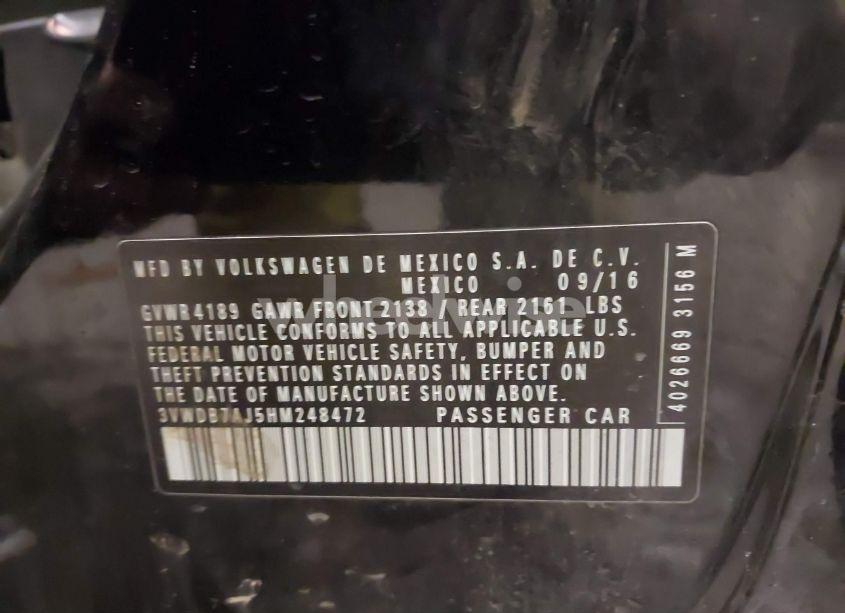 MFD BY VOLKSWAGEN DE MEXICO S.A. DE C.V.
MEXICO 09/16
GVWR 4189 GAWR FRONT 2138 / REAR 2161 LBS
THIS VEHICLE CONFORMS TO ALL APPLICABLE U.S.
FEDERAL MOTOR VEHICLE SAFETY, BUMPER AND
THEFT PREVENTION STANDARDS IN EFFECT ON
THE DATE OF MANUFACTURE SHOWN ABOVE.
3VWDB7AJ5HM248472 PASSENGER CAR
4026669 3156 M
wheelwise